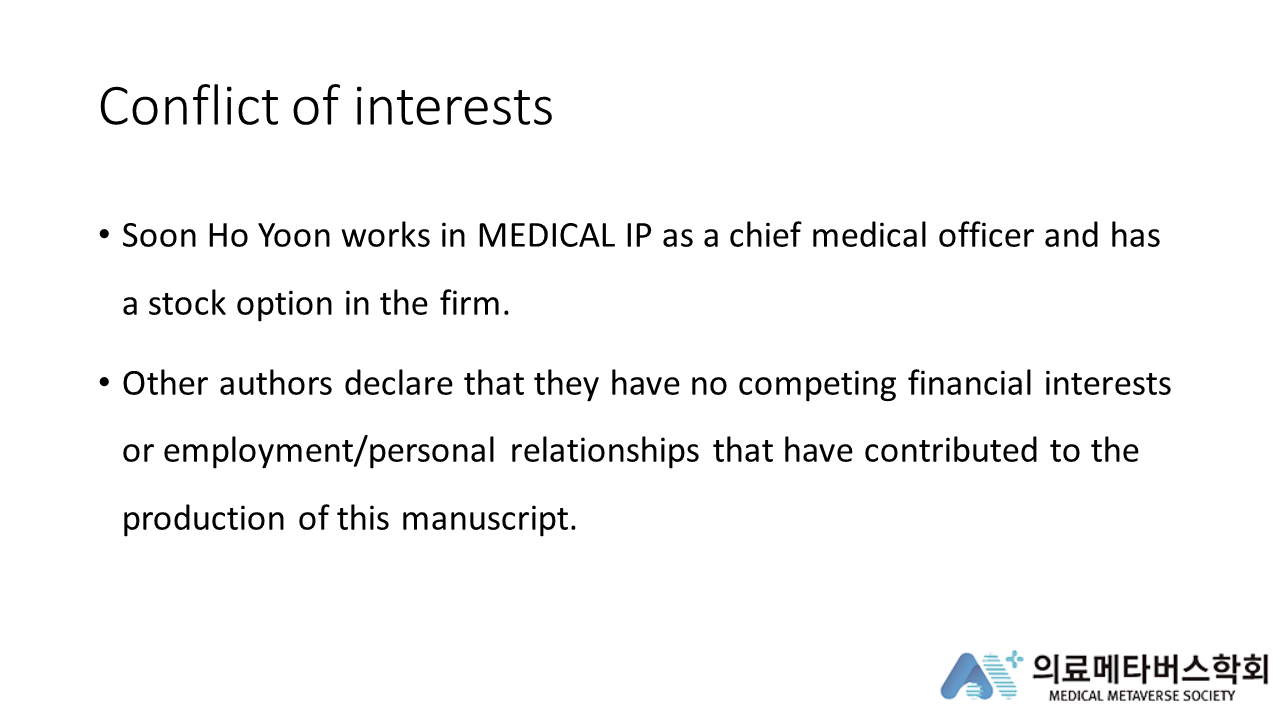 Conflict of interests
• Soon Ho Yoon works in MEDICAL IP as a chief medical officer and has
a stock option in the firm.
• Other authors declare that they have no competing financial interests
or employment/personal relationships that have contributed to the
production of this manuscript.
의료메타버스학회
MEDICAL METAVERSE SOCIETY